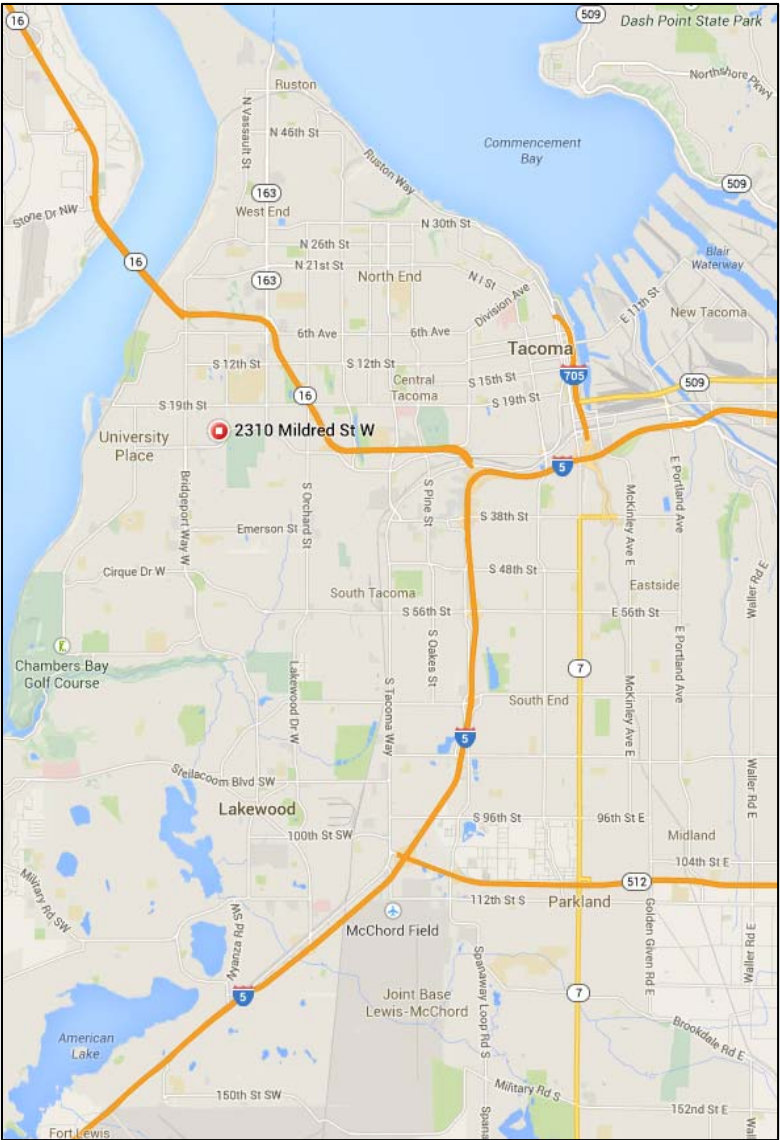 16
509
Dash Point State Park
Northshore Pkwy
Ruston
N Vassault St
N 46th St
Ruston Way
Commencement
Bay
163
509
West End
Stone Dr NW
N 30th St
16
N 26th St
N 21st St
163
North End
N I St
Division Ave
Blair
Waterway
E 11th St
New Tacoma
6th Ave
6th Ave
Tacoma
S 12th St
S 12th St
Central
Tacoma
S 15th St
705
509
16
S 19th St
S 19th St
2310 Mildred St W
University
Place
5
Bridgeport Way W
S Orchard St
S Pine St
McKinley Ave E
E Portland Ave
S 38th St
Emerson St
Cirque Dr W
S 48th St
South Tacoma
Eastside
Waller Rd E
S 56th St
E 56th St
Chambers Bay
Golf Course
S Oakes St
E Portland Ave
7
Lakewood Dr W
S Tacoma Way
McKinley Ave E
South End
5
Steilacoom Blvd SW
Waller Rd E
Lakewood
S 96th St
96th St E
100th St SW
Midland
104th St E
512
Military Rd SW
112th St S
Parkland
McChord Field
Nyanza Rd SW
Golden Given Rd E
Waller Rd E
Spanaway Loop Rd S
5
Joint Base
Lewis-McChord
7
American
Lake
Brookdale Rd E
Military Rd S
150th St SW
152nd St E
Spana
Wal
Fort Lewis